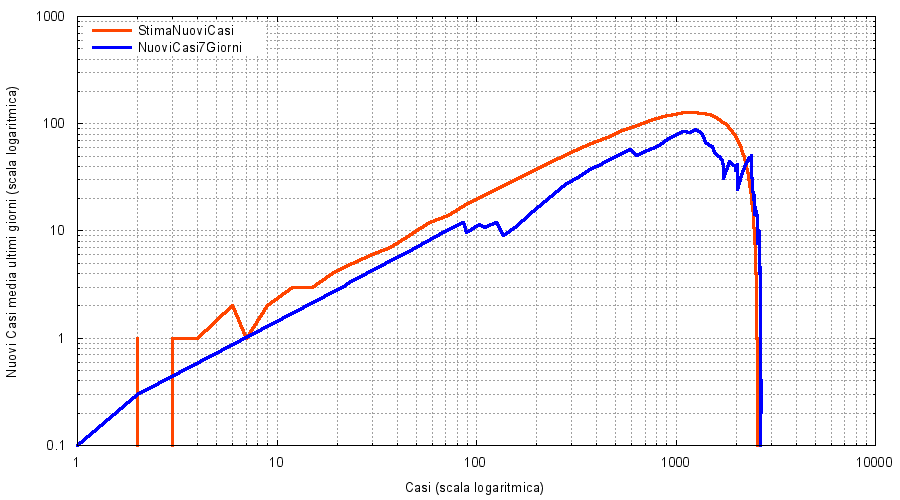 1000
100
10
1
0.1
StimaNuoviCasi
NuoviCasi7Giorni
Nuovi Casi media ultimi giorni (scala logaritmica)
1 10 100 1000 10000
Casi (scala logaritmica)